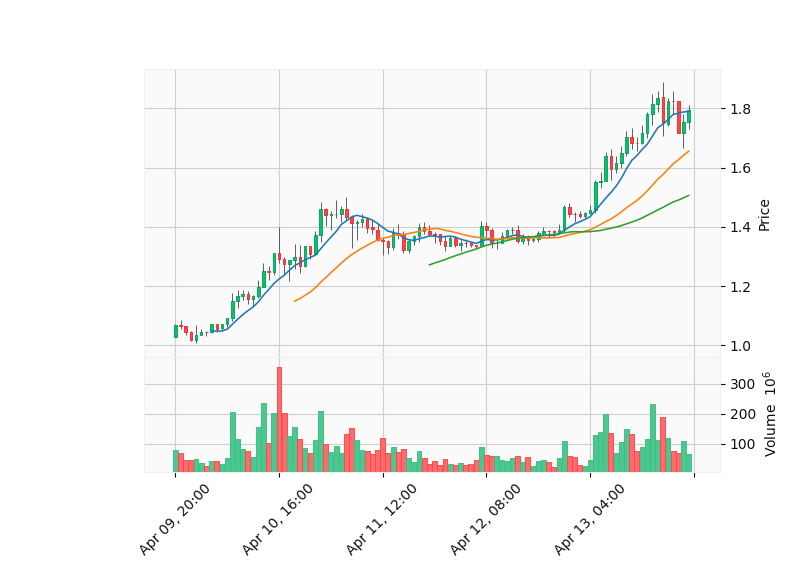 1.8
1.6
1.4
1.2
1.0
Price
300
200
100
Volume 10^6
Apr 09, 20:00
Apr 10, 16:00
Apr 11, 12:00
Apr 12, 08:00
Apr 13, 04:00